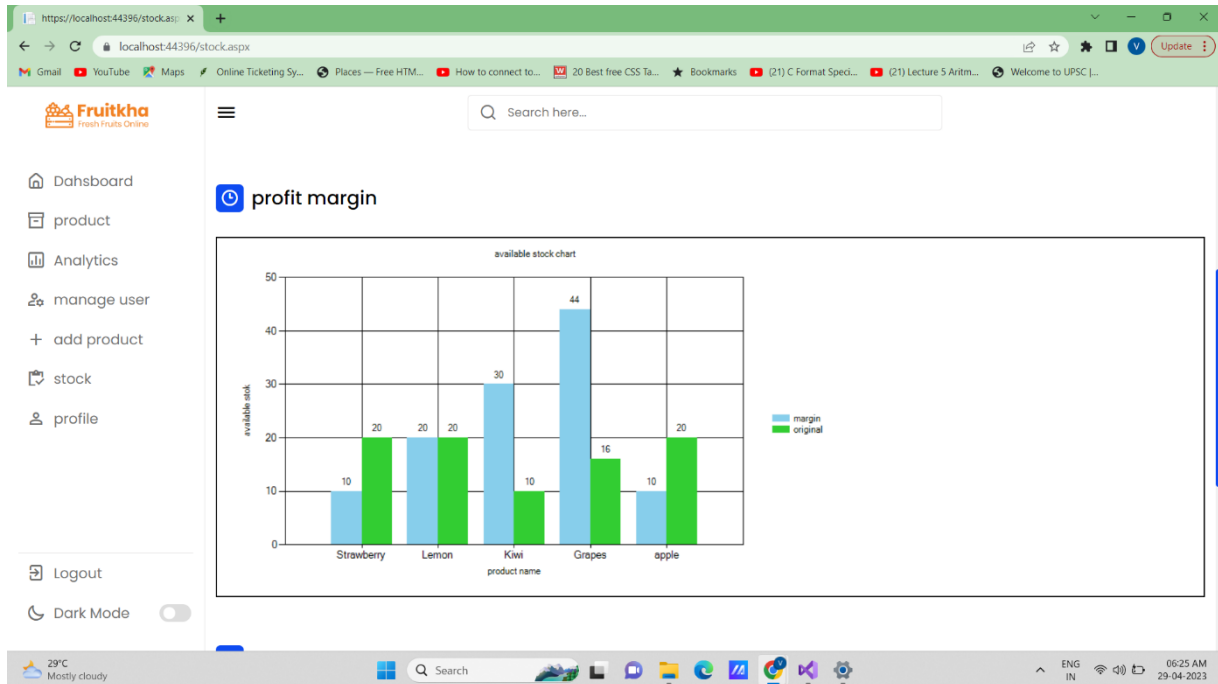 https://localhost:44396/stock.asp
localhost:44396/stock.aspx
Update
Gmail YouTube Maps Online Ticketing Sy... Places — Free HTM... How to connect to... 20 Best free CSS Ta... Bookmarks (21) C Format Speci... (21) Lecture 5 Aritm... Welcome to UPSC |...
Fruitkha
Fresh Fruits Online
Search here...
Dahsboard
product
Analytics
manage user
add product
stock
profile
Logout
Dark Mode
profit margin
available stock chart
50
40
30
20
10
0
available stok
10 20 20 20 30 10 44 16 10 20
Strawberry Lemon Kiwi Grapes apple
product name
margin
original
29°C
Mostly cloudy
Search
ENG
IN
06:25 AM
29-04-2023